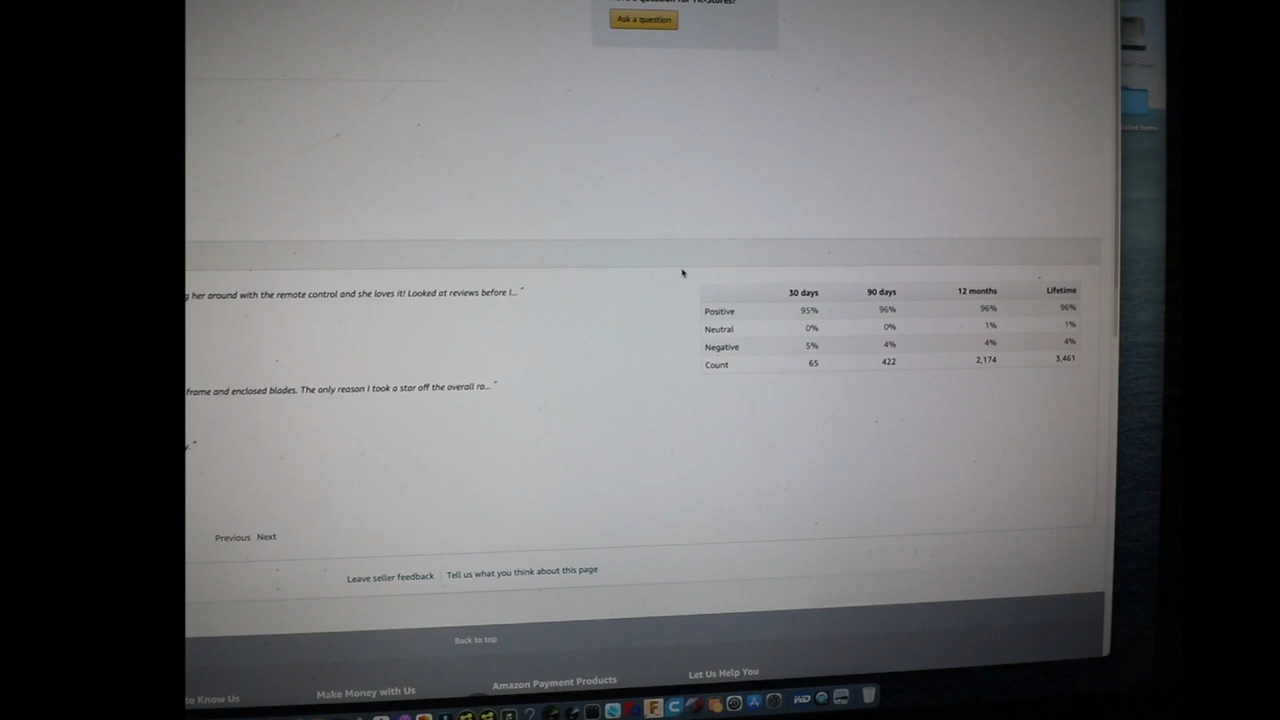 Ask a question
her around with the remote control and she loves it! Looked at reviews before I... "
30 days 90 days 12 months Lifetime
Positive 95% 96% 96% 96%
Neutral 0% 0% 1% 1%
Negative 5% 4% 4% 4%
Count 65 422 2,174 3,461
frame and enclosed blades. The only reason I took a star off the overall ra... "
Previous Next
Leave seller feedback Tell us what you think about this page
Back to top
to Know Us Make Money with Us Amazon Payment Products Let Us Help You
WD